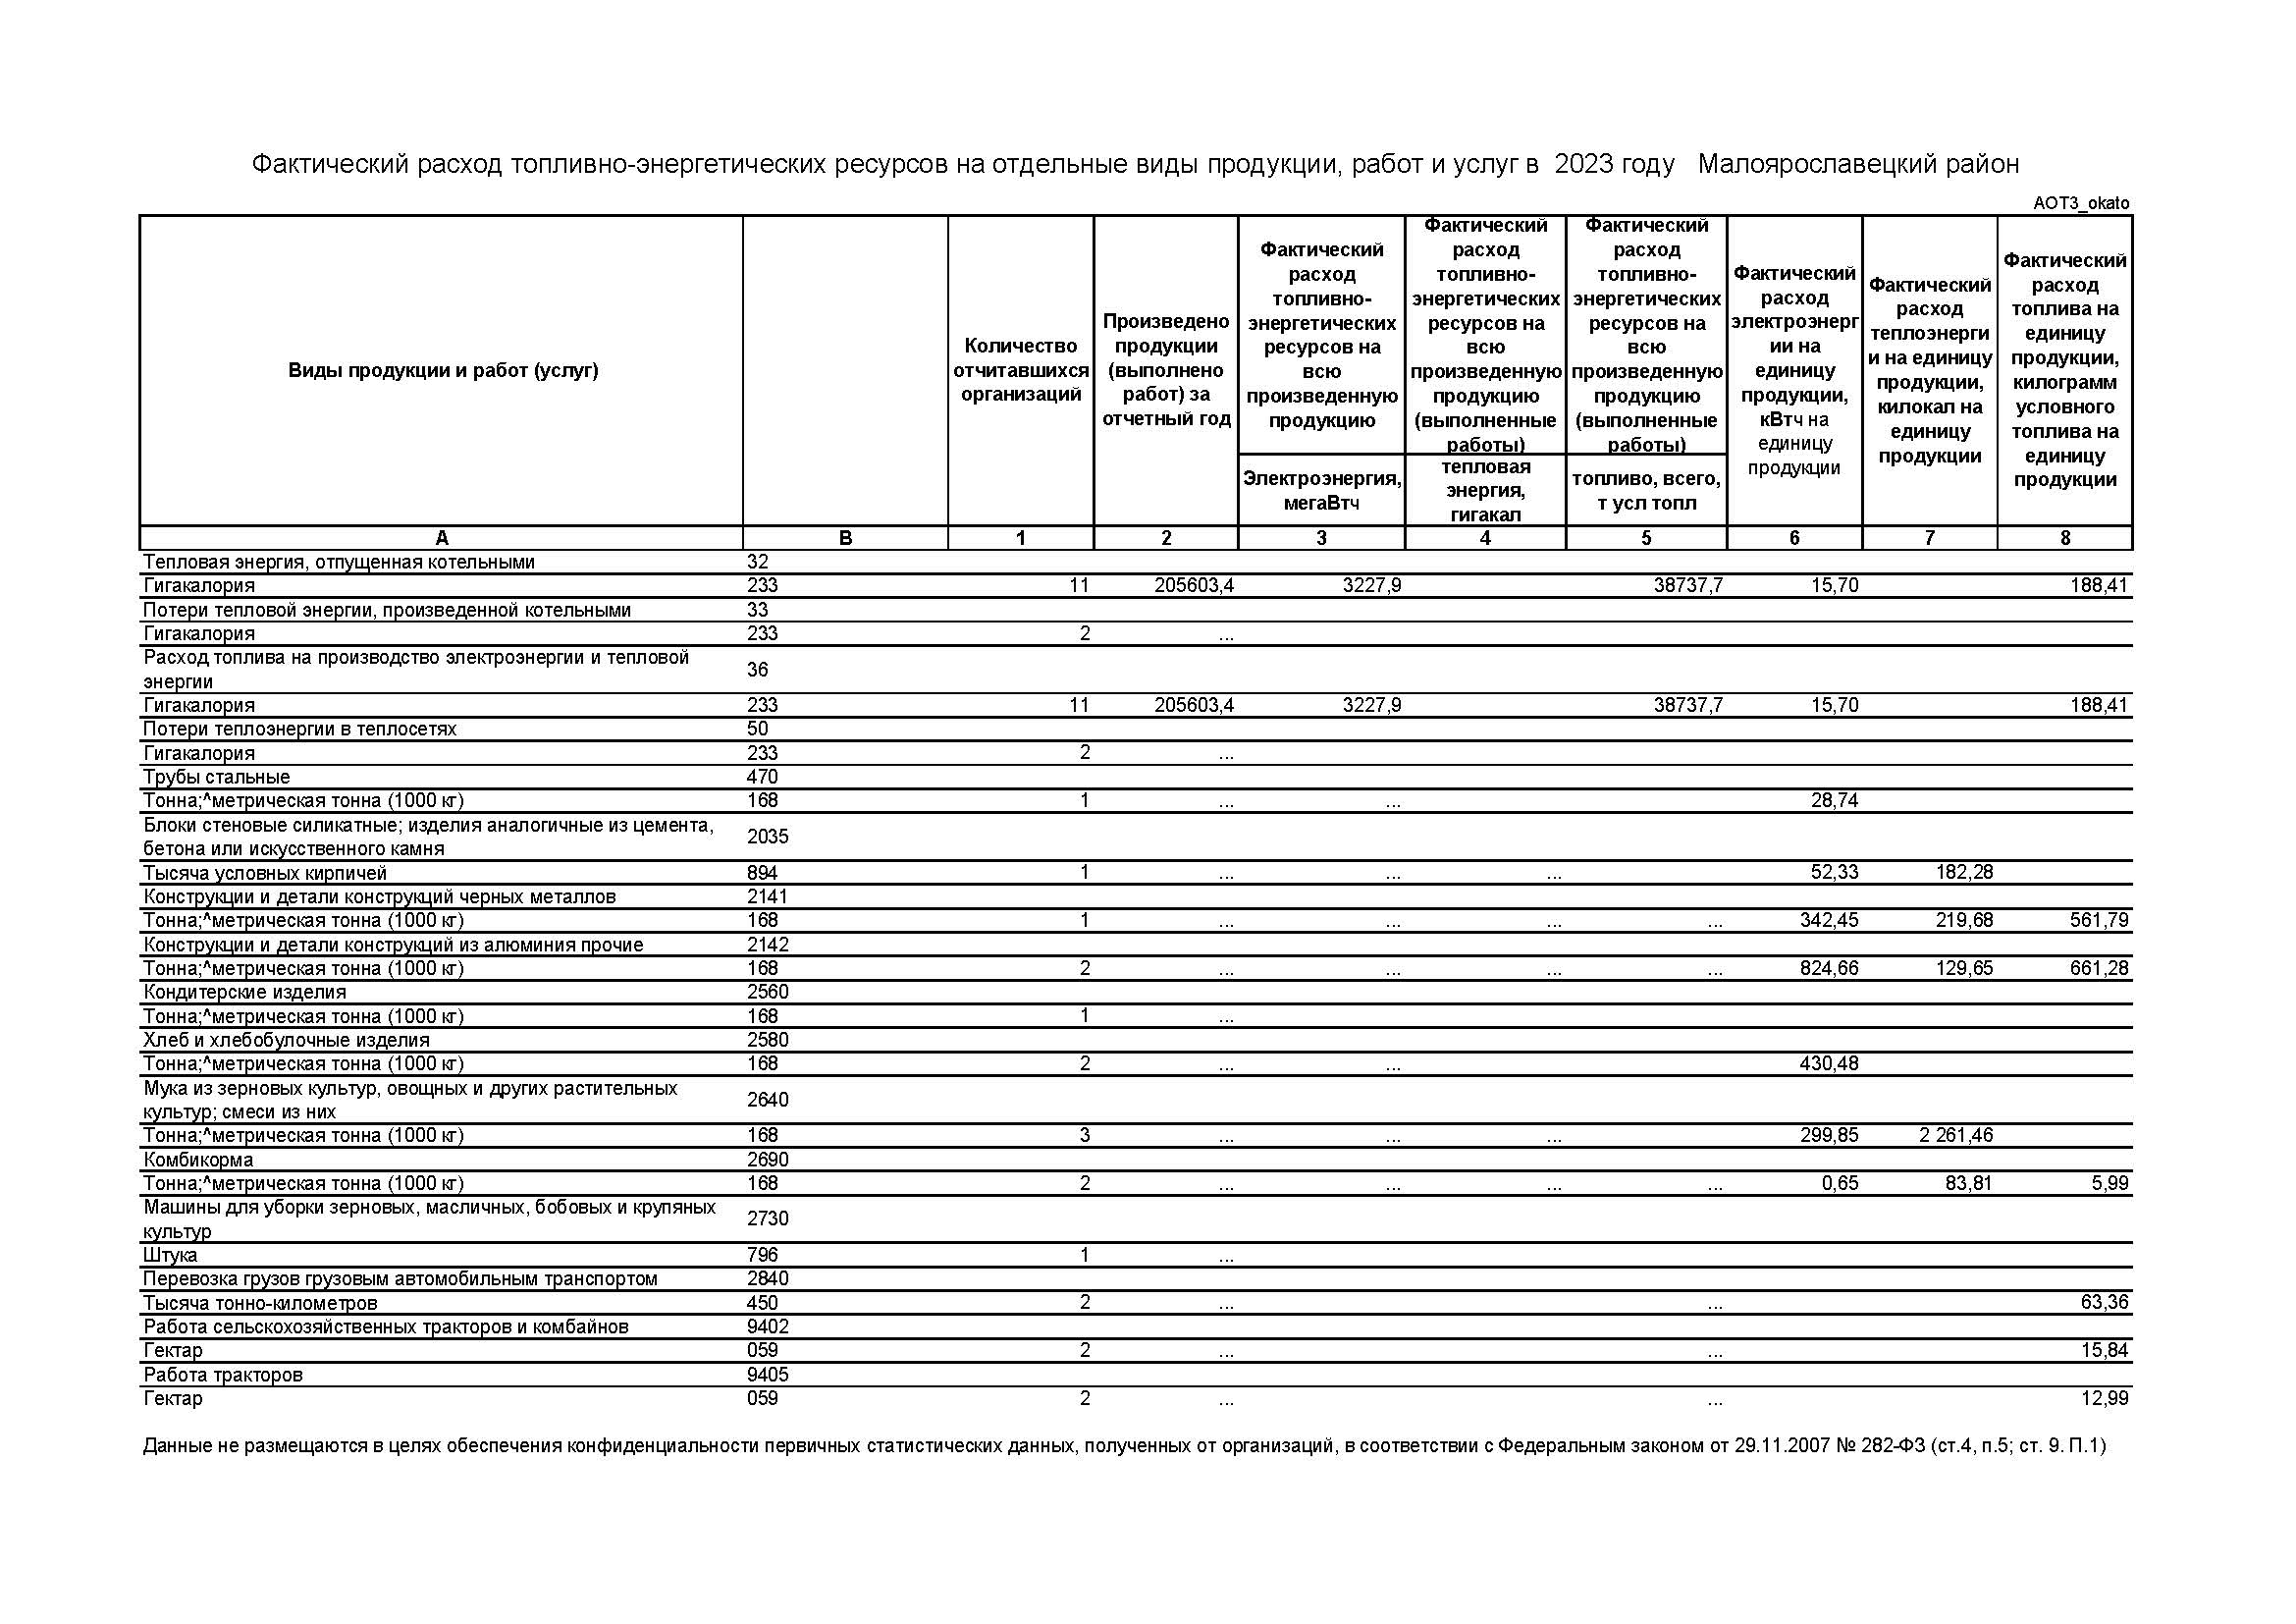 Фактический расход топливно-энергетических ресурсов на отдельные виды продукции, работ и услуг в 2023 году Малоярославецкий район
АОТ3_okato
Виды продукции и работ (услуг)
Количество
отчитавшихся
организаций
Произведено
продукции
(выполнено
работ) за
отчетный год
Фактический
расход
топливно-
энергетических
ресурсов на
всю
произведенную
продукцию
Фактический
расход
топливно-
энергетических
ресурсов на
всю
произведенную
продукцию
(выполненные
работы)
Фактический
расход
топливно-
энергетических
ресурсов на
всю
произведенную
продукцию
(выполненные
работы)
Фактический
расход
электроэнерг
ии на
единицу
продукции,
кВтч на
единицу
продукции
Фактический
расход
теплоэнерги
и на единицу
продукции,
килокал на
единицу
продукции
Фактический
расход
топлива на
единицу
продукции,
килограмм
условного
топлива на
единицу
продукции
Электроэнергия,
мегаВтч
тепловая
энергия,
гигакал
топливо, всего,
т усл топл
А В 1 2 3 4 5 6 7 8
Тепловая энергия, отпущенная котельными 32
Гигакалория 233 11 205603,4 3227,9 38737,7 15,70 188,41
Потери тепловой энергии, произведенной котельными 33
Гигакалория 233 2 ...
Расход топлива на производство электроэнергии и тепловой
энергии 36
Гигакалория 233 11 205603,4 3227,9 38737,7 15,70 188,41
Потери теплоэнергии в теплосетях 50
Гигакалория 233 2 ...
Трубы стальные 470
Тонна;^метрическая тонна (1000 кг) 168 1 ... ... 28,74
Блоки стеновые силикатные; изделия аналогичные из цемента,
бетона или искусственного камня 2035
Тысяча условных кирпичей 894 1 ... ... ... 52,33 182,28
Конструкции и детали конструкций черных металлов 2141
Тонна;^метрическая тонна (1000 кг) 168 1 ... ... ... ... 342,45 219,68 561,79
Конструкции и детали конструкций из алюминия прочие 2142
Тонна;^метрическая тонна (1000 кг) 168 2 ... ... ... ... 824,66 129,65 661,28
Кондитерские изделия 2560
Тонна;^метрическая тонна (1000 кг) 168 1 ...
Хлеб и хлебобулочные изделия 2580
Тонна;^метрическая тонна (1000 кг) 168 2 ... ... 430,48
Мука из зерновых культур, овощных и других растительных
культур; смеси из них 2640
Тонна;^метрическая тонна (1000 кг) 168 3 ... ... ... 299,85 2 261,46
Комбикорма 2690
Тонна;^метрическая тонна (1000 кг) 168 2 ... ... ... ... 0,65 83,81 5,99
Машины для уборки зерновых, масличных, бобовых и крупяных
культур 2730
Штука 796 1 ...
Перевозка грузов грузовым автомобильным транспортом 2840
Тысяча тонно-километров 450 2 ... ... 63,36
Работа сельскохозяйственных тракторов и комбайнов 9402
Гектар 059 2 ... ... 15,84
Работа тракторов 9405
Гектар 059 2 ... ... 12,99
Данные не размещаются в целях обеспечения конфиденциальности первичных статистических данных, полученных от организаций, в соответствии с Федеральным законом от 29.11.2007 № 282-ФЗ (ст.4, п.5; ст. 9. П.1)